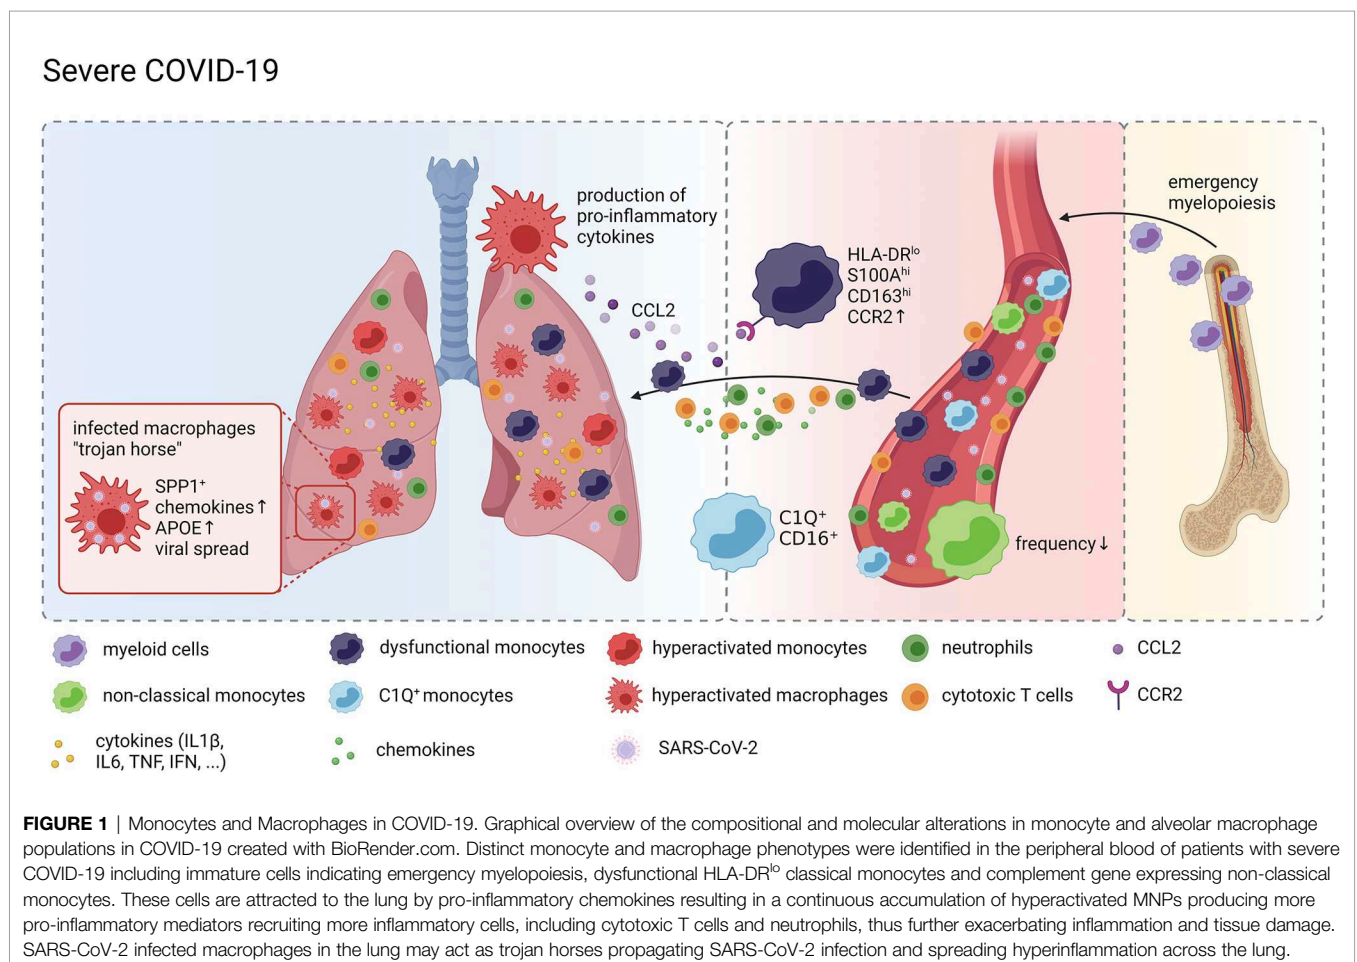 Severe COVID-19
production of
pro-inflammatory
cytokines
CCL2
HLA-DRlo
S100Ahi
CD163hi
CCR2↑
emergency
myelopoiesis
infected macrophages
"trojan horse"
SPP1+
chemokines↑
APOE↑
viral spread
C1Q+
CD16+
frequency↓
myeloid cells
dysfunctional monocytes
hyperactivated monocytes
neutrophils
CCL2
non-classical monocytes
C1Q+ monocytes
hyperactivated macrophages
cytotoxic T cells
CCR2
cytokines (IL1β,
IL6, TNF, IFN, ...)
chemokines
SARS-CoV-2
FIGURE 1 | Monocytes and Macrophages in COVID-19. Graphical overview of the compositional and molecular alterations in monocyte and alveolar macrophage
populations in COVID-19 created with BioRender.com. Distinct monocyte and macrophage phenotypes were identified in the peripheral blood of patients with severe
COVID-19 including immature cells indicating emergency myelopoiesis, dysfunctional HLA-DRlo classical monocytes and complement gene expressing non-classical
monocytes. These cells are attracted to the lung by pro-inflammatory chemokines resulting in a continuous accumulation of hyperactivated MNPs producing more
pro-inflammatory mediators recruiting more inflammatory cells, including cytotoxic T cells and neutrophils, thus further exacerbating inflammation and tissue damage.
SARS-CoV-2 infected macrophages in the lung may act as trojan horses propagating SARS-CoV-2 infection and spreading hyperinflammation across the lung.